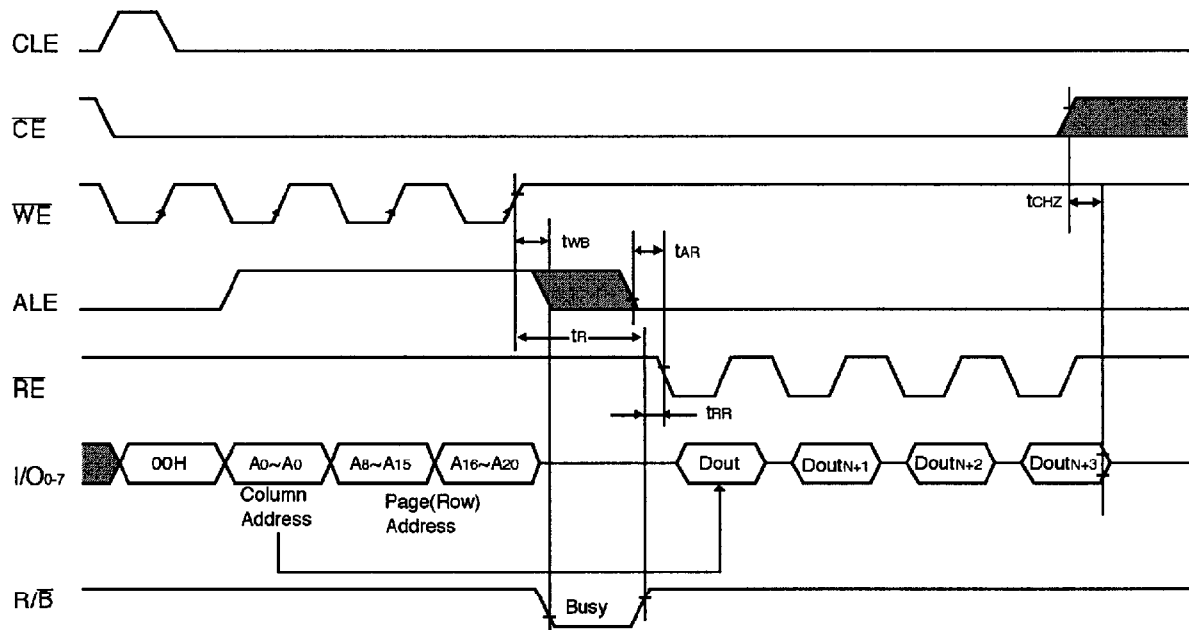 CLE
CE
WE
tCHZ
tWB
tAR
ALE
tR
RE
tRR
I/O0-7
00H
A0~A0
A8~A15
A16~A20
Dout
DoutN+1
DoutN+2
DoutN+3
Column
Address
Page(Row)
Address
R/B
Busy